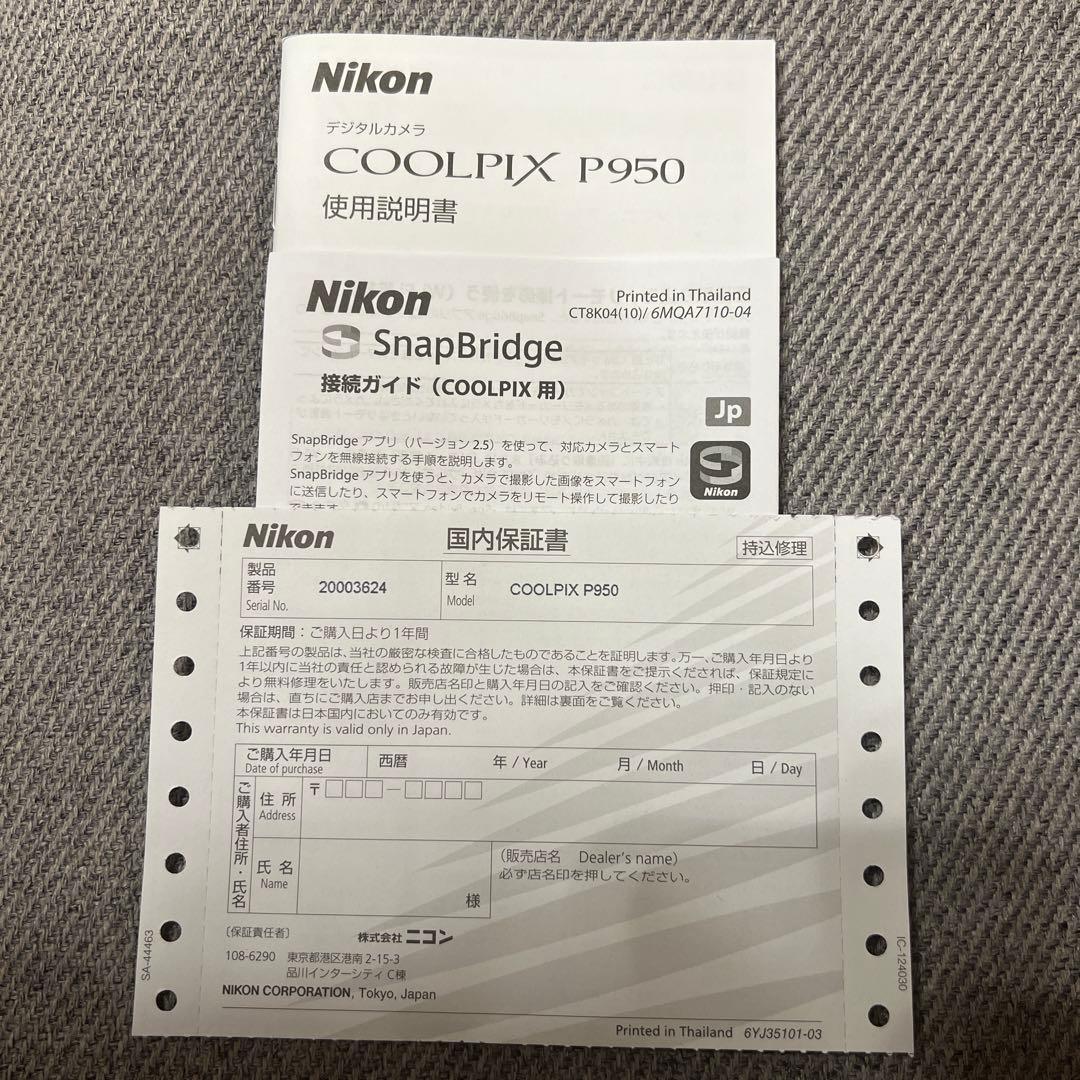 Nikon
デジタルカメラ
COOLPIX P950
使用説明書
Nikon
Printed in Thailand
CT8K04(10)/ 6MQA7110-04
SnapBridge
接続ガイド（COOLPIX 用）
Jp
SnapBridge アプリ（バージョン 2.5）を使って、対応カメラとスマート
フォンを無線接続する手順を説明します。
SnapBridge アプリを使うと、カメラで撮影した画像をスマートフォン
に送信したり、スマートフォンでカメラをリモート操作して撮影したり
できます。
Nikon
Nikon
国内保証書
持込修理
製品
番号
Serial No.
20003624
型 名
Model
COOLPIX P950
保証期間：ご購入日より1年間
上記番号の製品は、当社の厳密な検査に合格したものであることを証明します。万一、ご購入年月日より
1年以内に当社の責任と認められる故障が生じた場合は、本保証書をご提示くだされば、保証規定に
より無料修理をいたします。販売店名印と購入年月日の記入をご確認ください。押印・記入のない
場合は、直ちにご購入店までお申し出ください。詳細は裏面をご覧ください。
本保証書は日本国内においてのみ有効です。
This warranty is valid only in Japan.
ご購入年月日
Date of purchase
西暦
年 / Year
月 / Month
日 / Day
ご購入者住所・氏名
住 所
Address
〒□□□－□□□□
氏 名
Name
様
（販売店名 Dealer's name）
必ず店名印を押してください。
〔保証責任者〕
株式会社 ニコン
108-6290 東京都港区港南 2-15-3
品川インターシティ C 棟
NIKON CORPORATION, Tokyo, Japan
Printed in Thailand 6YJ35101-03
SA-44463
IC-124030